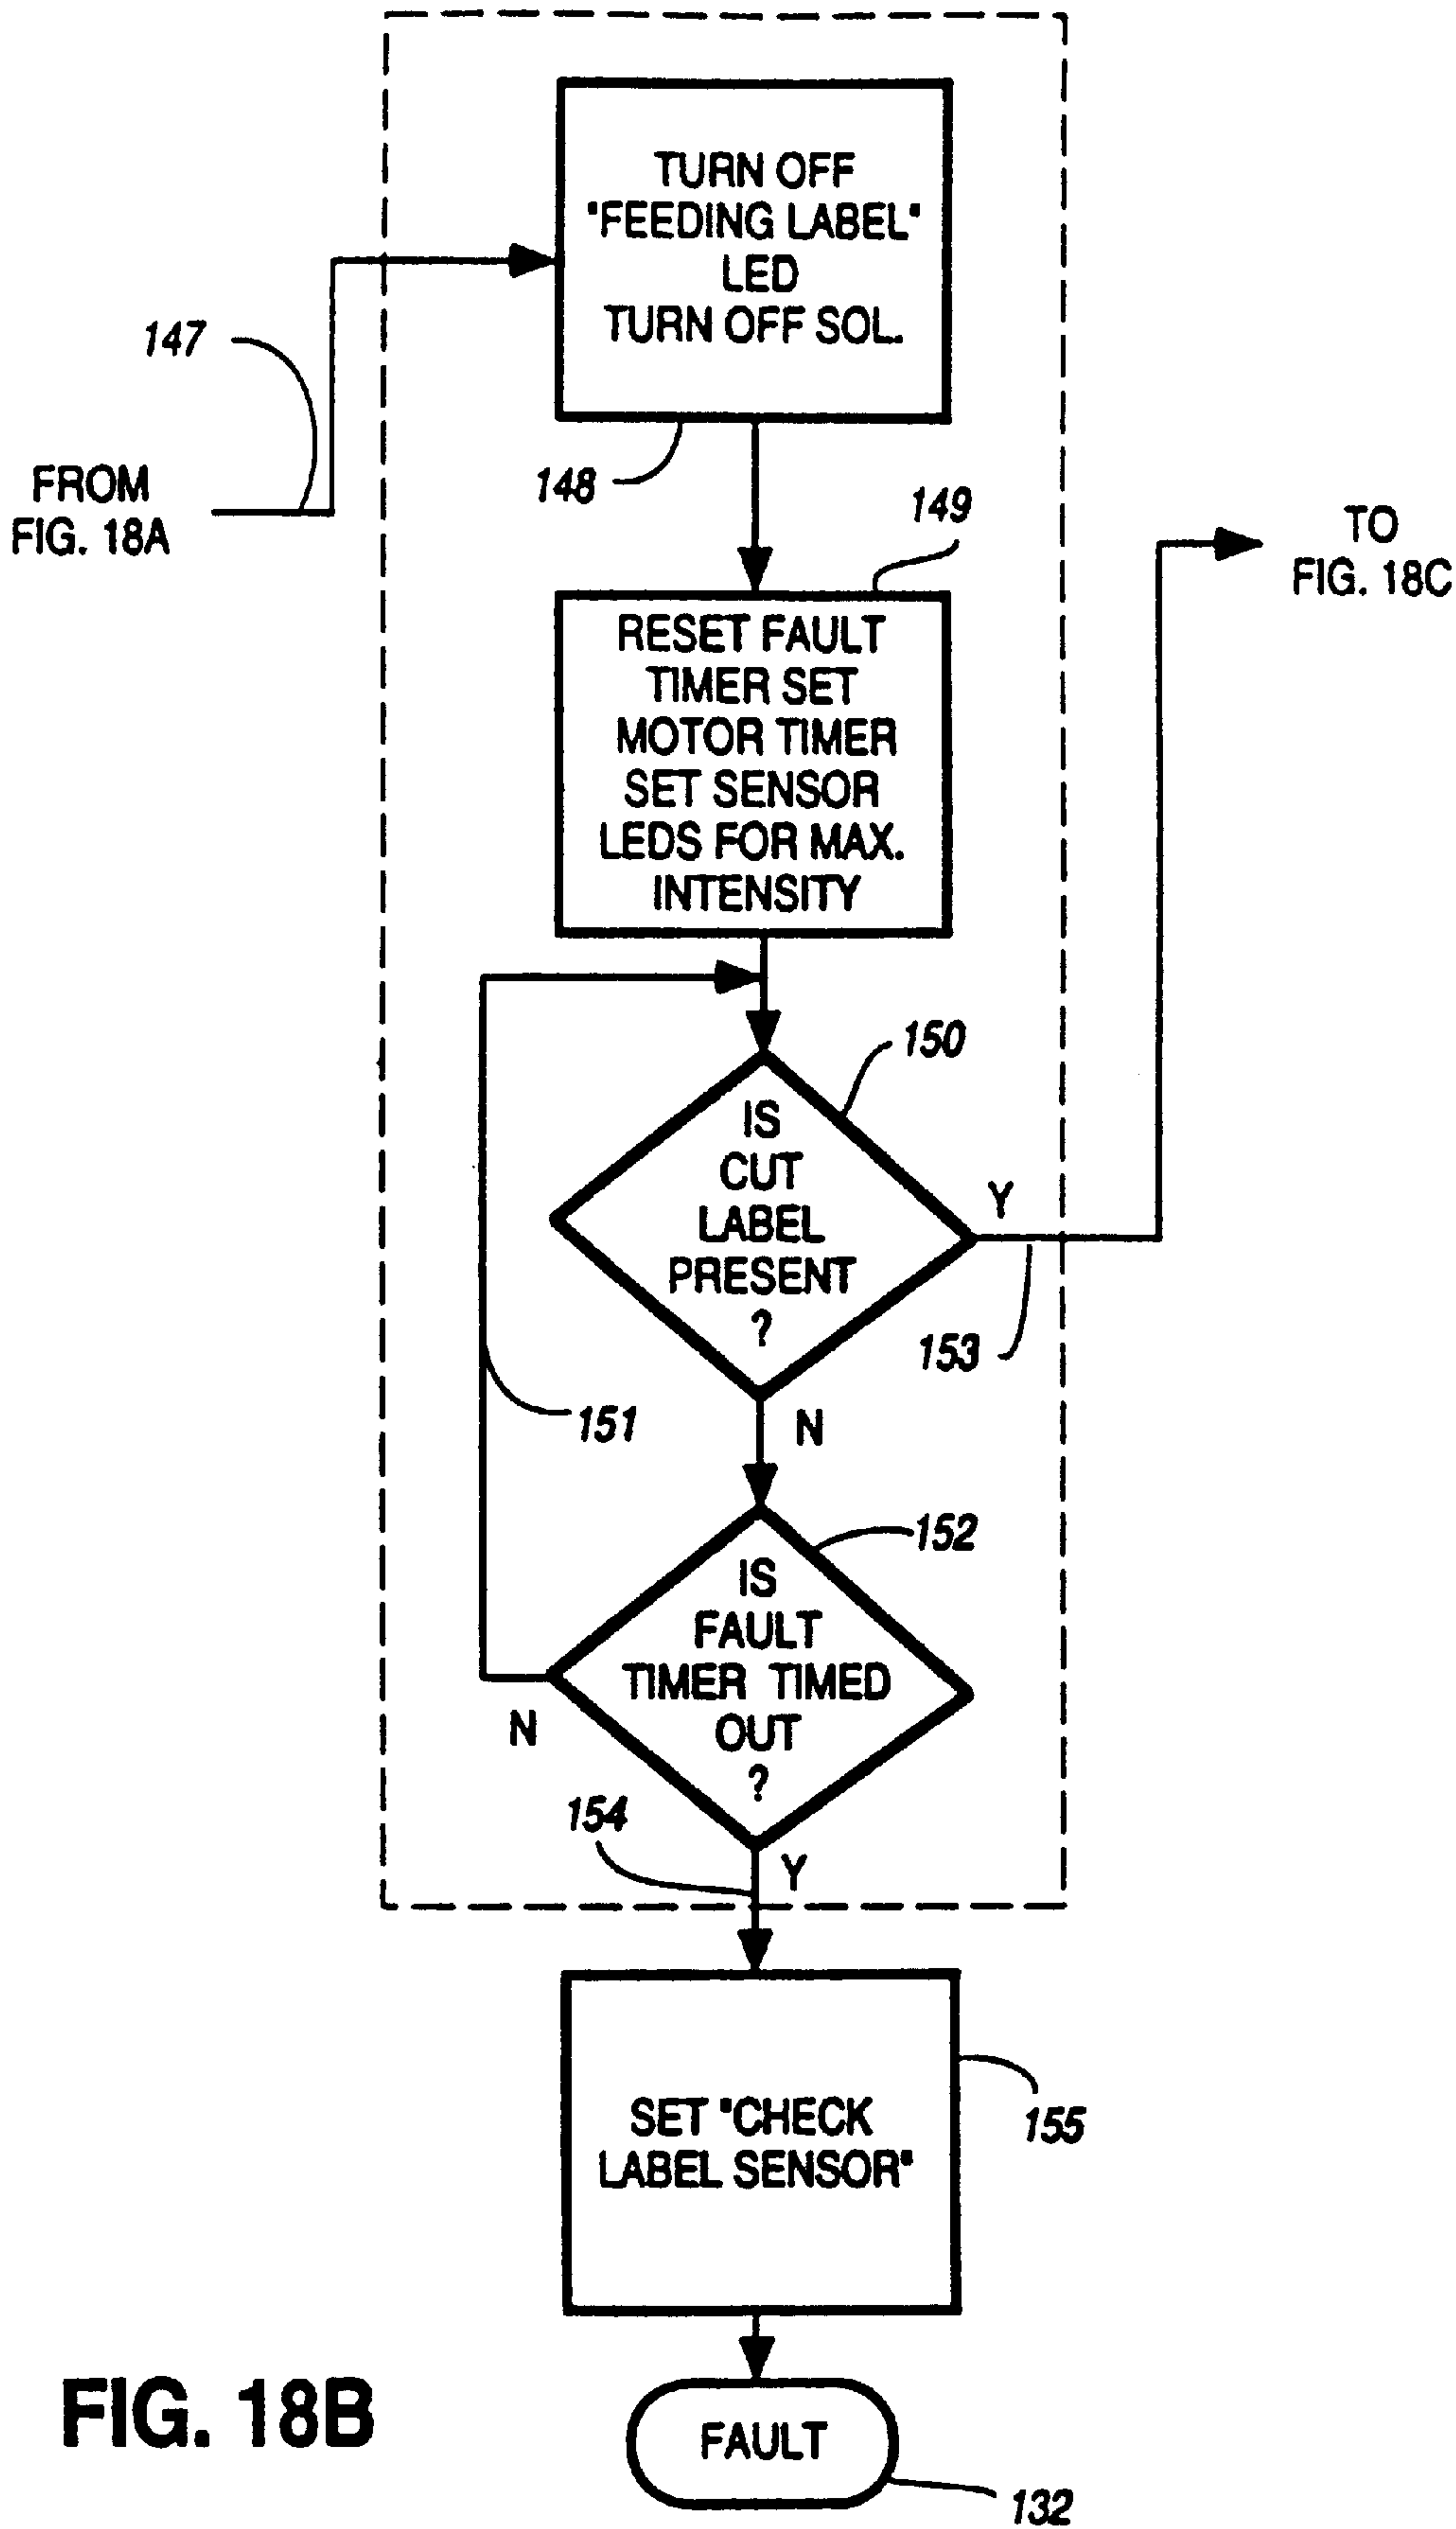 TURN OFF
"FEEDING LABEL"
LED
TURN OFF SOL.
147
148
FROM
FIG. 18A
149
TO
FIG. 18C
RESET FAULT
TIMER SET
MOTOR TIMER
SET SENSOR
LEDS FOR MAX.
INTENSITY
150
IS
CUT
LABEL
PRESENT
?
Y
153
151
N
152
IS
FAULT
TIMER TIMED
OUT
?
N
154
Y
SET "CHECK
LABEL SENSOR"
155
FAULT
132
FIG. 18B